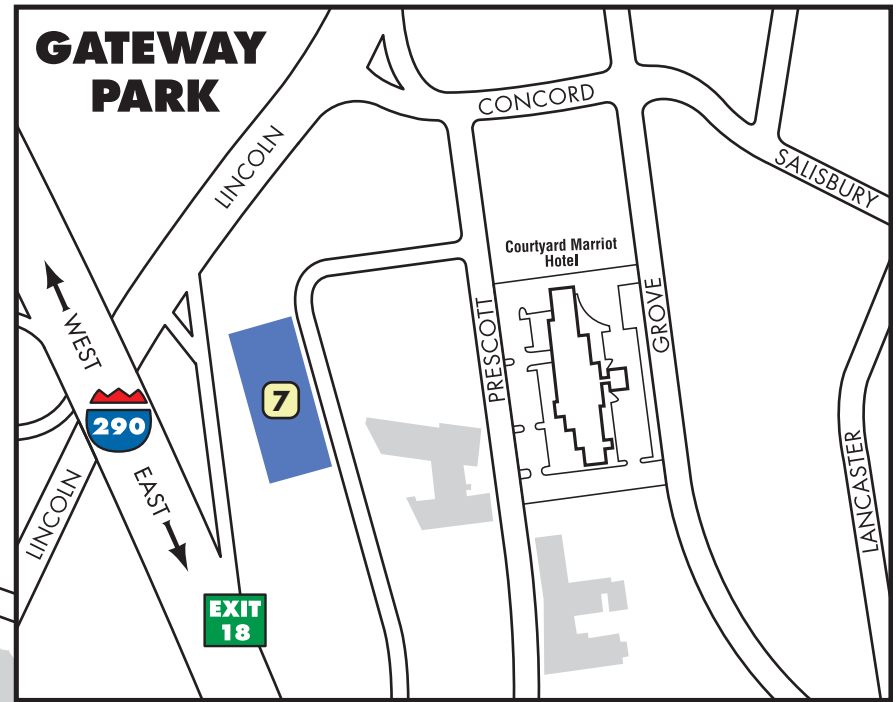 GATEWAY
PARK
CONCORD
LINCOLN
SALISBURY
Courtyard Marriot
Hotel
WEST
PRESCOTT
GROVE
7
290
LANCASTER
EAST
LINCOLN
EXIT
18